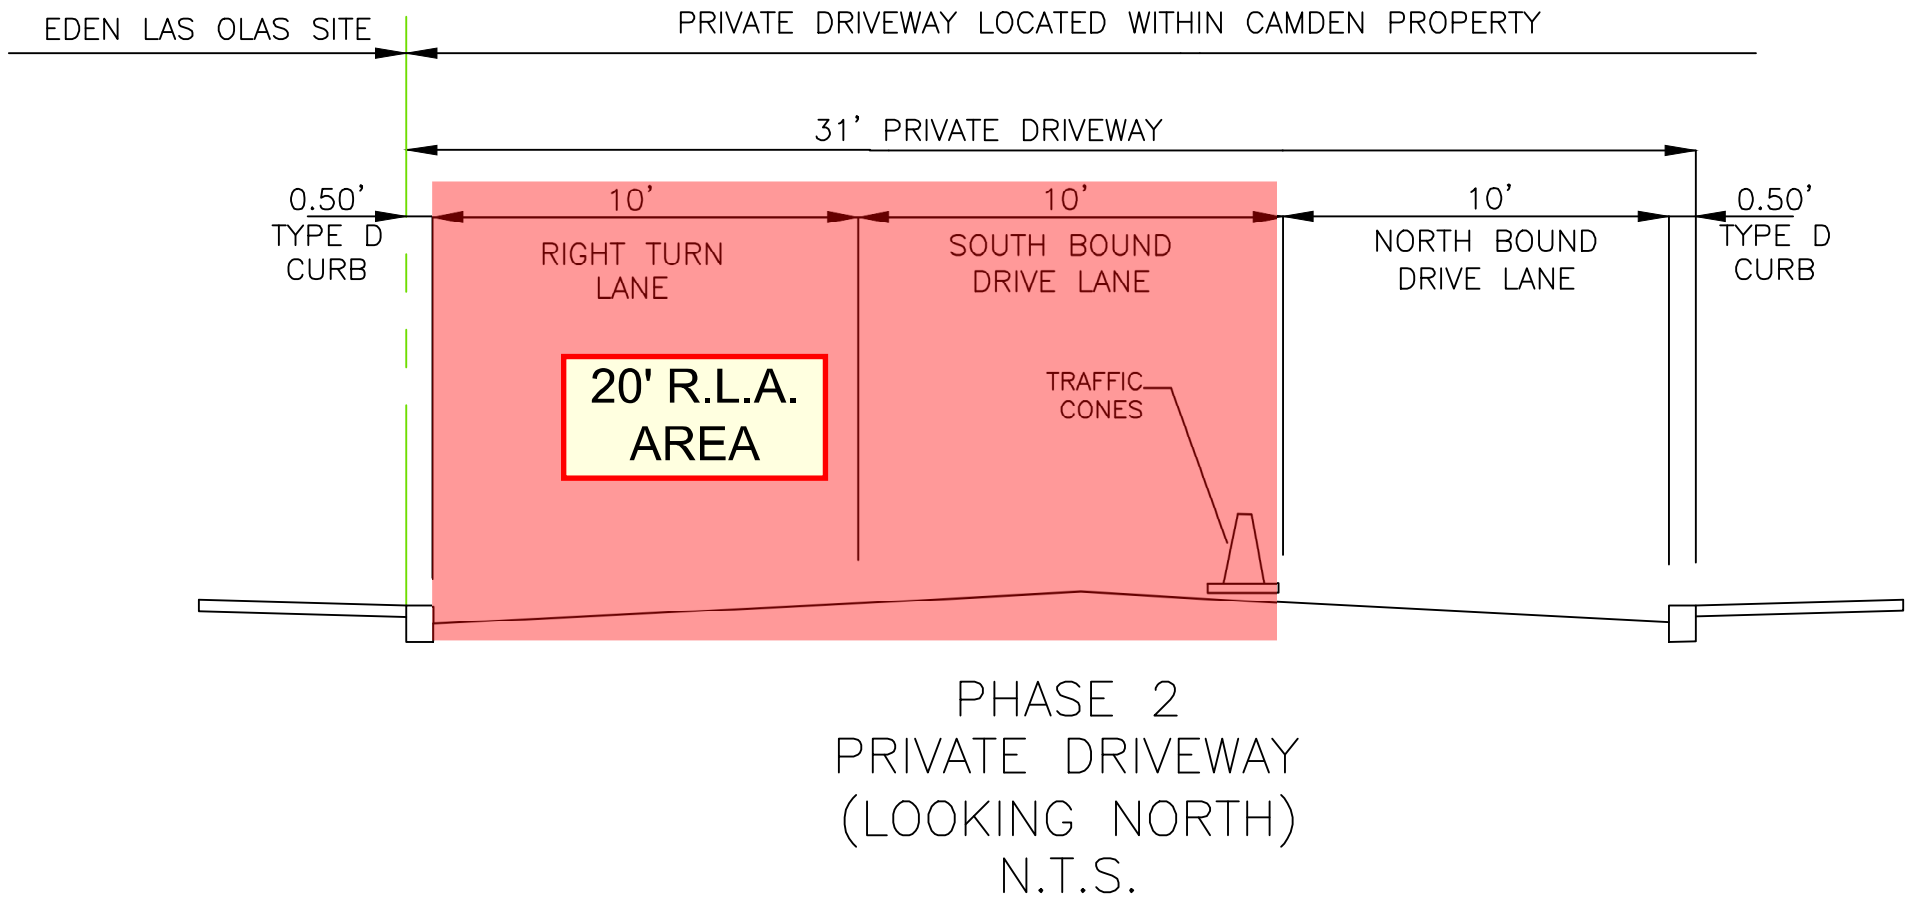 EDEN LAS OLAS SITE
PRIVATE DRIVEWAY LOCATED WITHIN CAMDEN PROPERTY
31' PRIVATE DRIVEWAY
0.50'
TYPE D
CURB
10'
RIGHT TURN
LANE
10'
SOUTH BOUND
DRIVE LANE
10'
NORTH BOUND
DRIVE LANE
0.50'
TYPE D
CURB
20' R.L.A.
AREA
TRAFFIC
CONES
PHASE 2
PRIVATE DRIVEWAY
(LOOKING NORTH)
N.T.S.